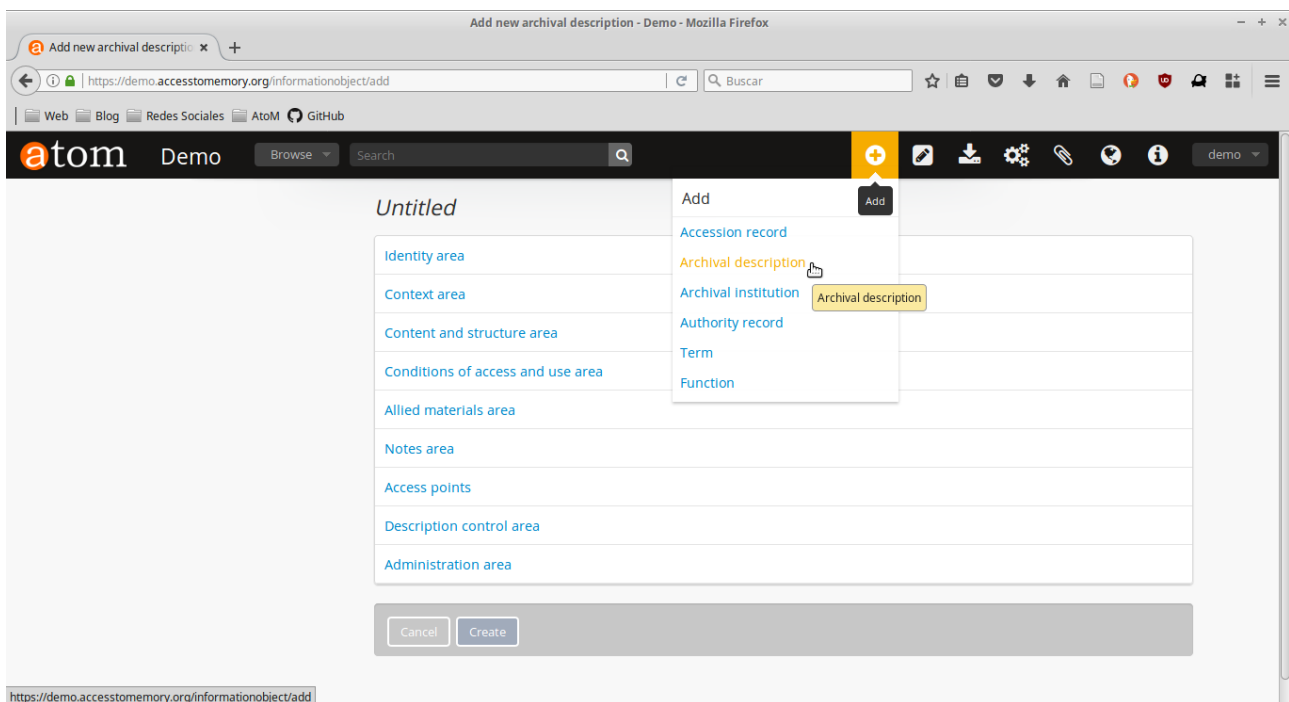 Add new archival description - Demo - Mozilla Firefox
Add new archival descriptio
https://demo.accesstomemory.org/informationobject/add
Buscar
Web Blog Redes Sociales AtoM GitHub
atom Demo Browse Search demo
Untitled
Add
Add
Accession record
Archival description
Archival institution
Archival description
Authority record
Term
Function
Identity area
Context area
Content and structure area
Conditions of access and use area
Allied materials area
Notes area
Access points
Description control area
Administration area
Cancel Create
https://demo.accesstomemory.org/informationobject/add